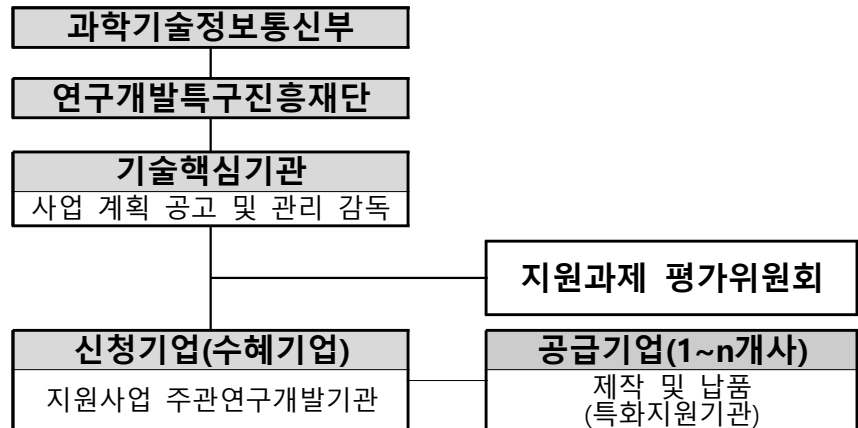 과학기술정보통신부
연구개발특구진흥재단
기술핵심기관
사업 계획 공고 및 관리 감독
지원과제 평가위원회
신청기업(수혜기업)
지원사업 주관연구개발기관
공급기업(1~n개사)
제작 및 납품
(특화지원기관)